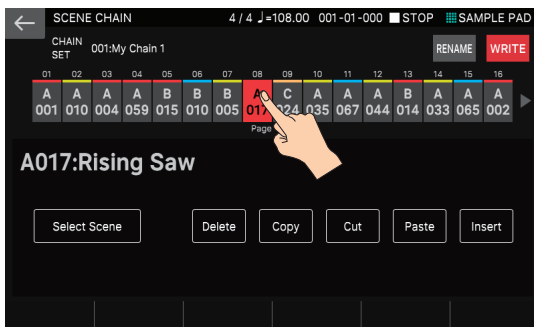 SCENE CHAIN 4 / 4 ♩=108.00 001-01-000 STOP SAMPLE PAD
CHAIN SET 001:My Chain 1 RENAME WRITE
01 02 03 04 05 06 07 08 09 10 11 12 13 14 15 16
A A A A B B B A C A A A B A A A
001 010 004 059 015 010 005 017 024 035 067 044 014 033 065 002
Page
A017:Rising Saw
Select Scene Delete Copy Cut Paste Insert